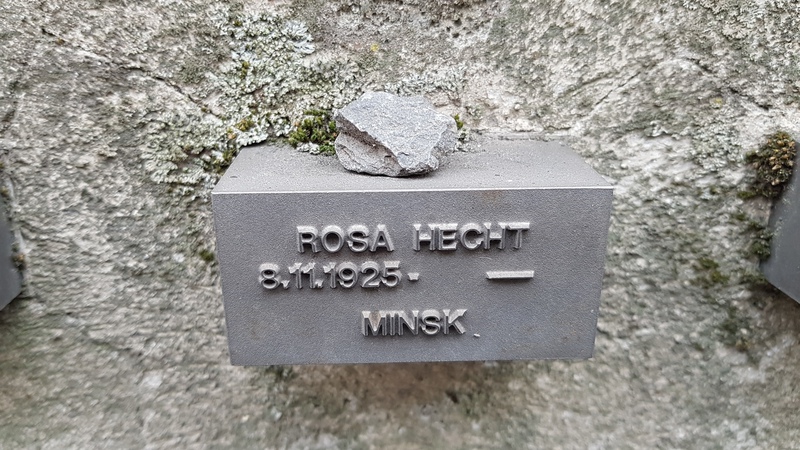 ROSA HECHT
8.11.1925- —
MINSK